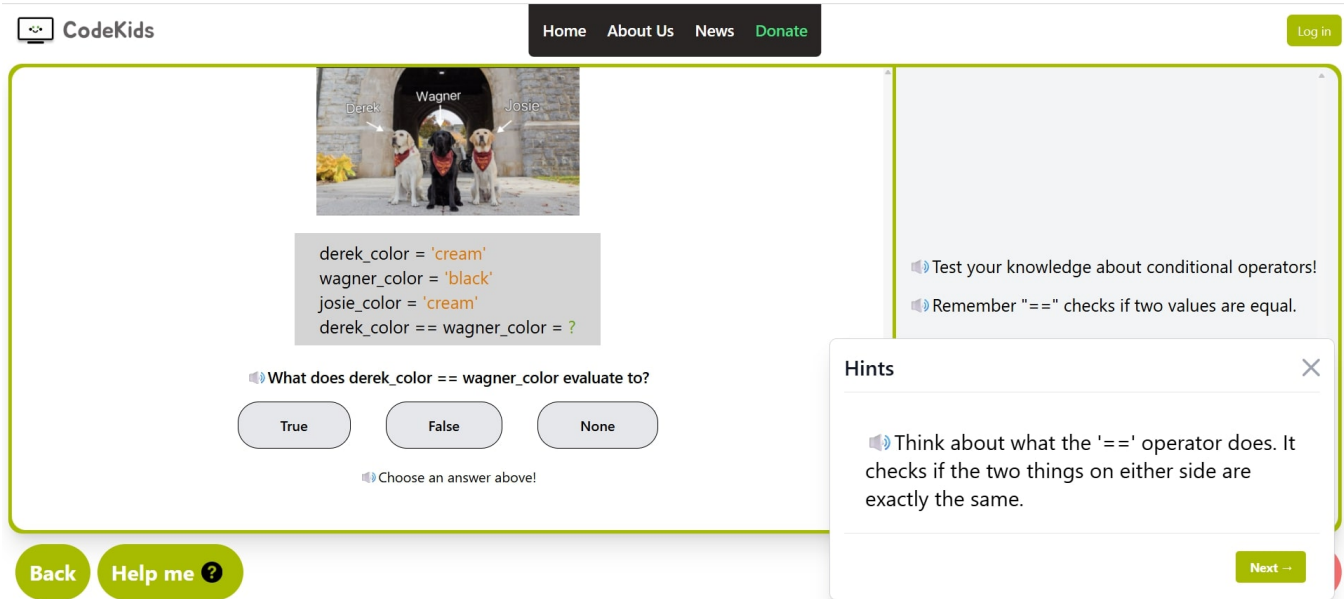 CodeKids
Home About Us News Donate
Log in
Derek Wagner Josie
derek_color = 'cream'
wagner_color = 'black'
josie_color = 'cream'
derek_color == wagner_color = ?
What does derek_color == wagner_color evaluate to?
True False None
Choose an answer above!
Test your knowledge about conditional operators!
Remember "==" checks if two values are equal.
Hints
Think about what the '==' operator does. It
checks if the two things on either side are
exactly the same.
Next →
Back Help me ?